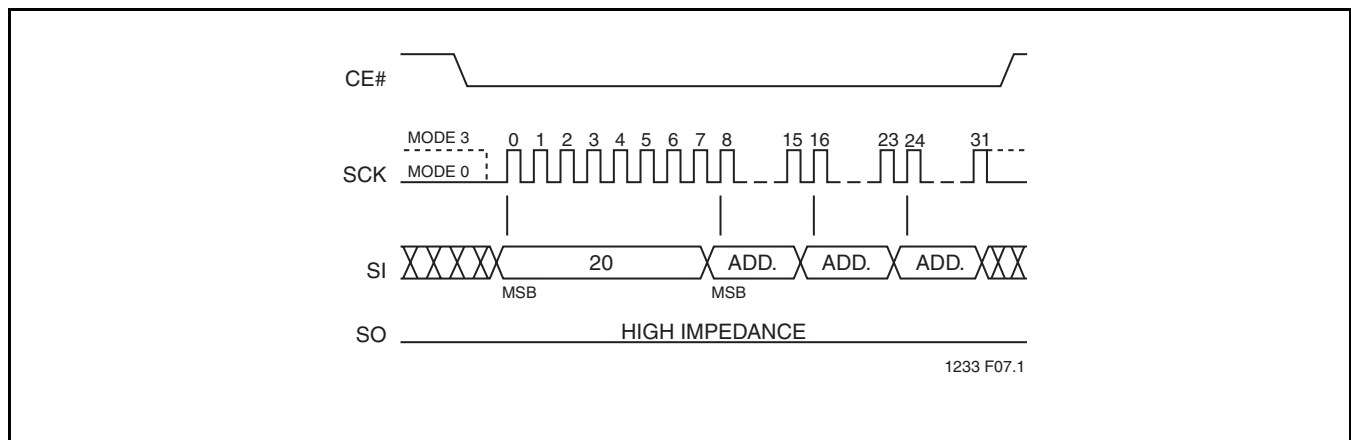 CE#
MODE 3 0 1 2 3 4 5 6 7 8 15 16 23 24 31
SCK MODE 0
SI 20 ADD. ADD. ADD.
MSB MSB
SO HIGH IMPEDANCE
1233 F07.1